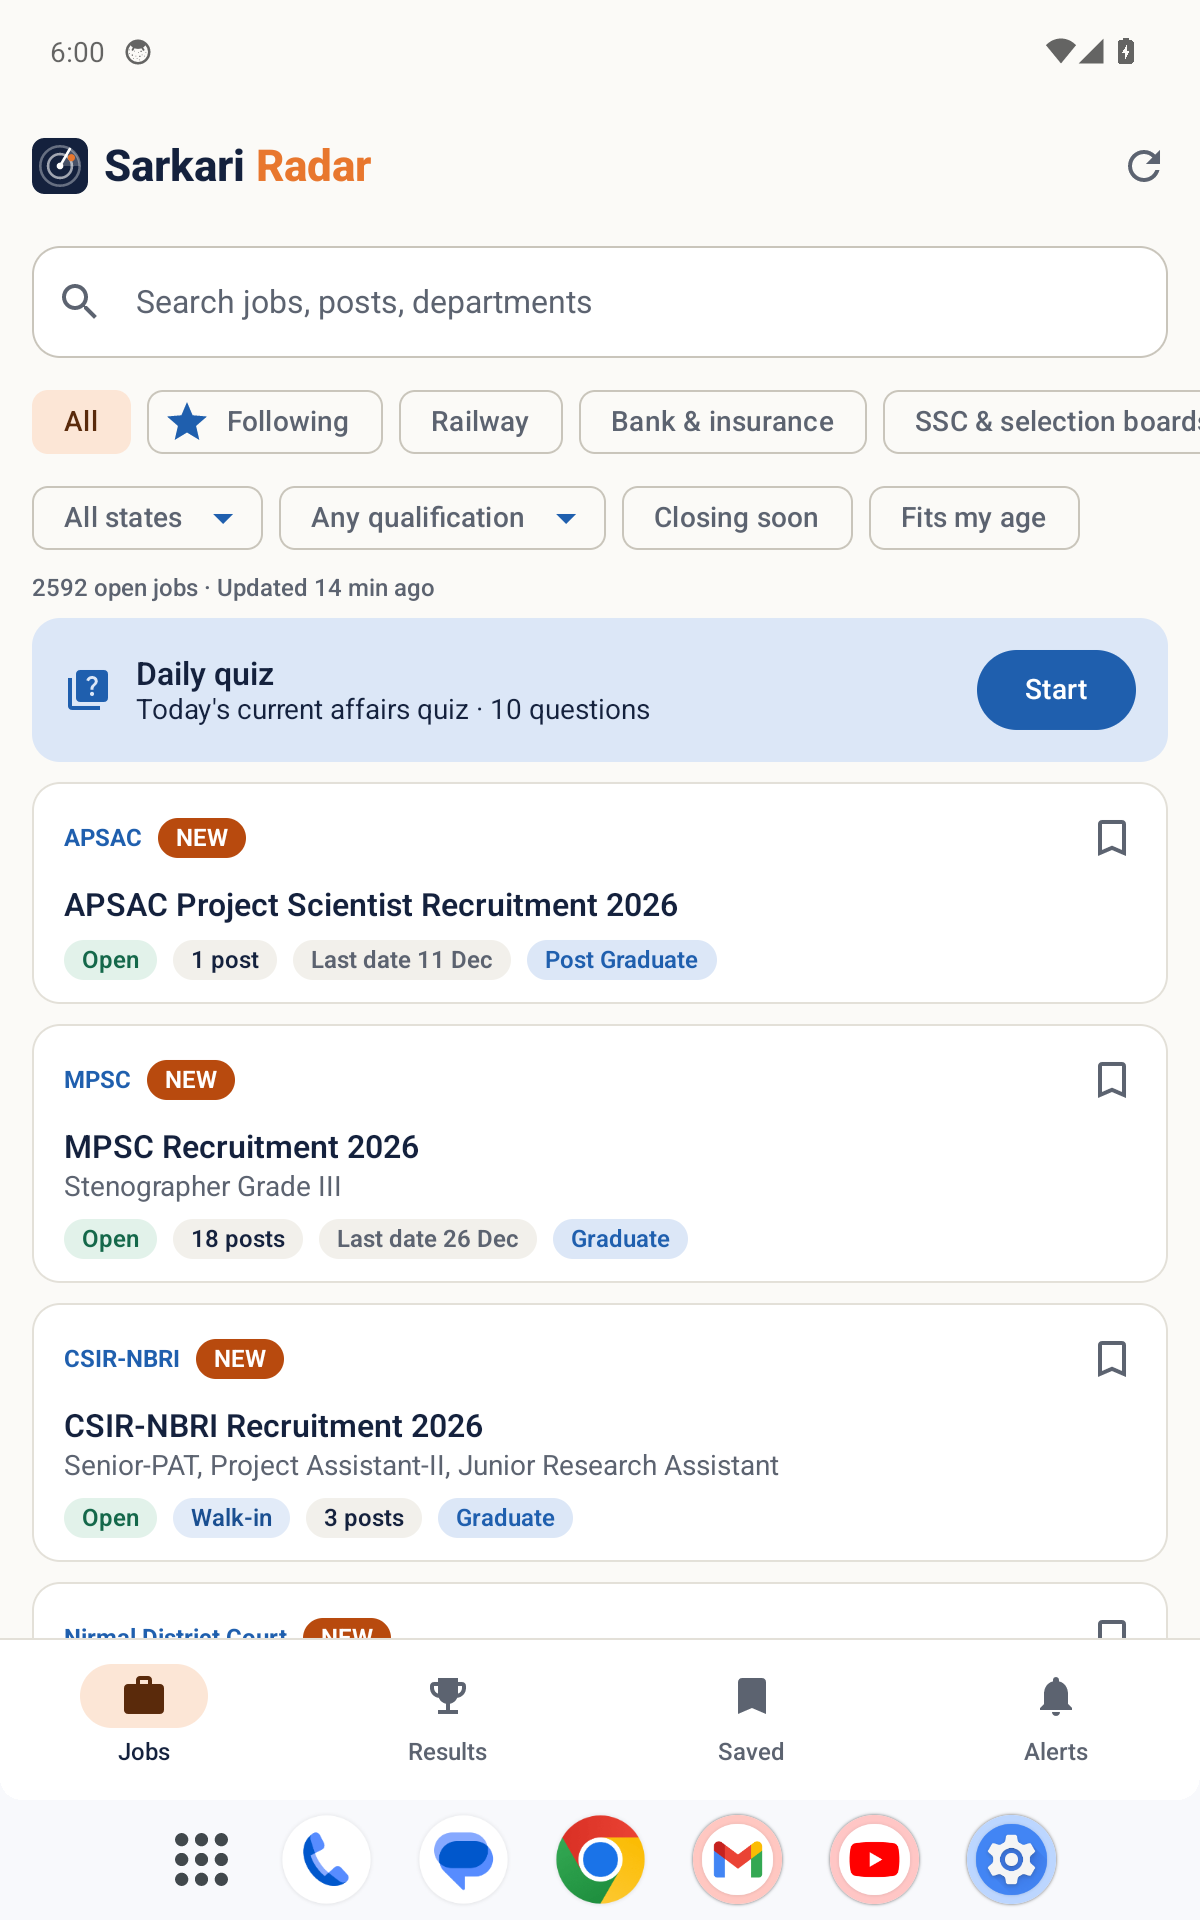 6:00
Sarkari Radar
Search jobs, posts, departments
All
Following
Railway
Bank & insurance
SSC & selection boards
All states
Any qualification
Closing soon
Fits my age
2592 open jobs · Updated 14 min ago
Daily quiz
Today's current affairs quiz · 10 questions
Start
APSAC NEW
APSAC Project Scientist Recruitment 2026
Open 1 post Last date 11 Dec Post Graduate
MPSC NEW
MPSC Recruitment 2026
Stenographer Grade III
Open 18 posts Last date 26 Dec Graduate
CSIR-NBRI NEW
CSIR-NBRI Recruitment 2026
Senior-PAT, Project Assistant-II, Junior Research Assistant
Open Walk-in 3 posts Graduate
Nirmal District Court NEW
Jobs
Results
Saved
Alerts